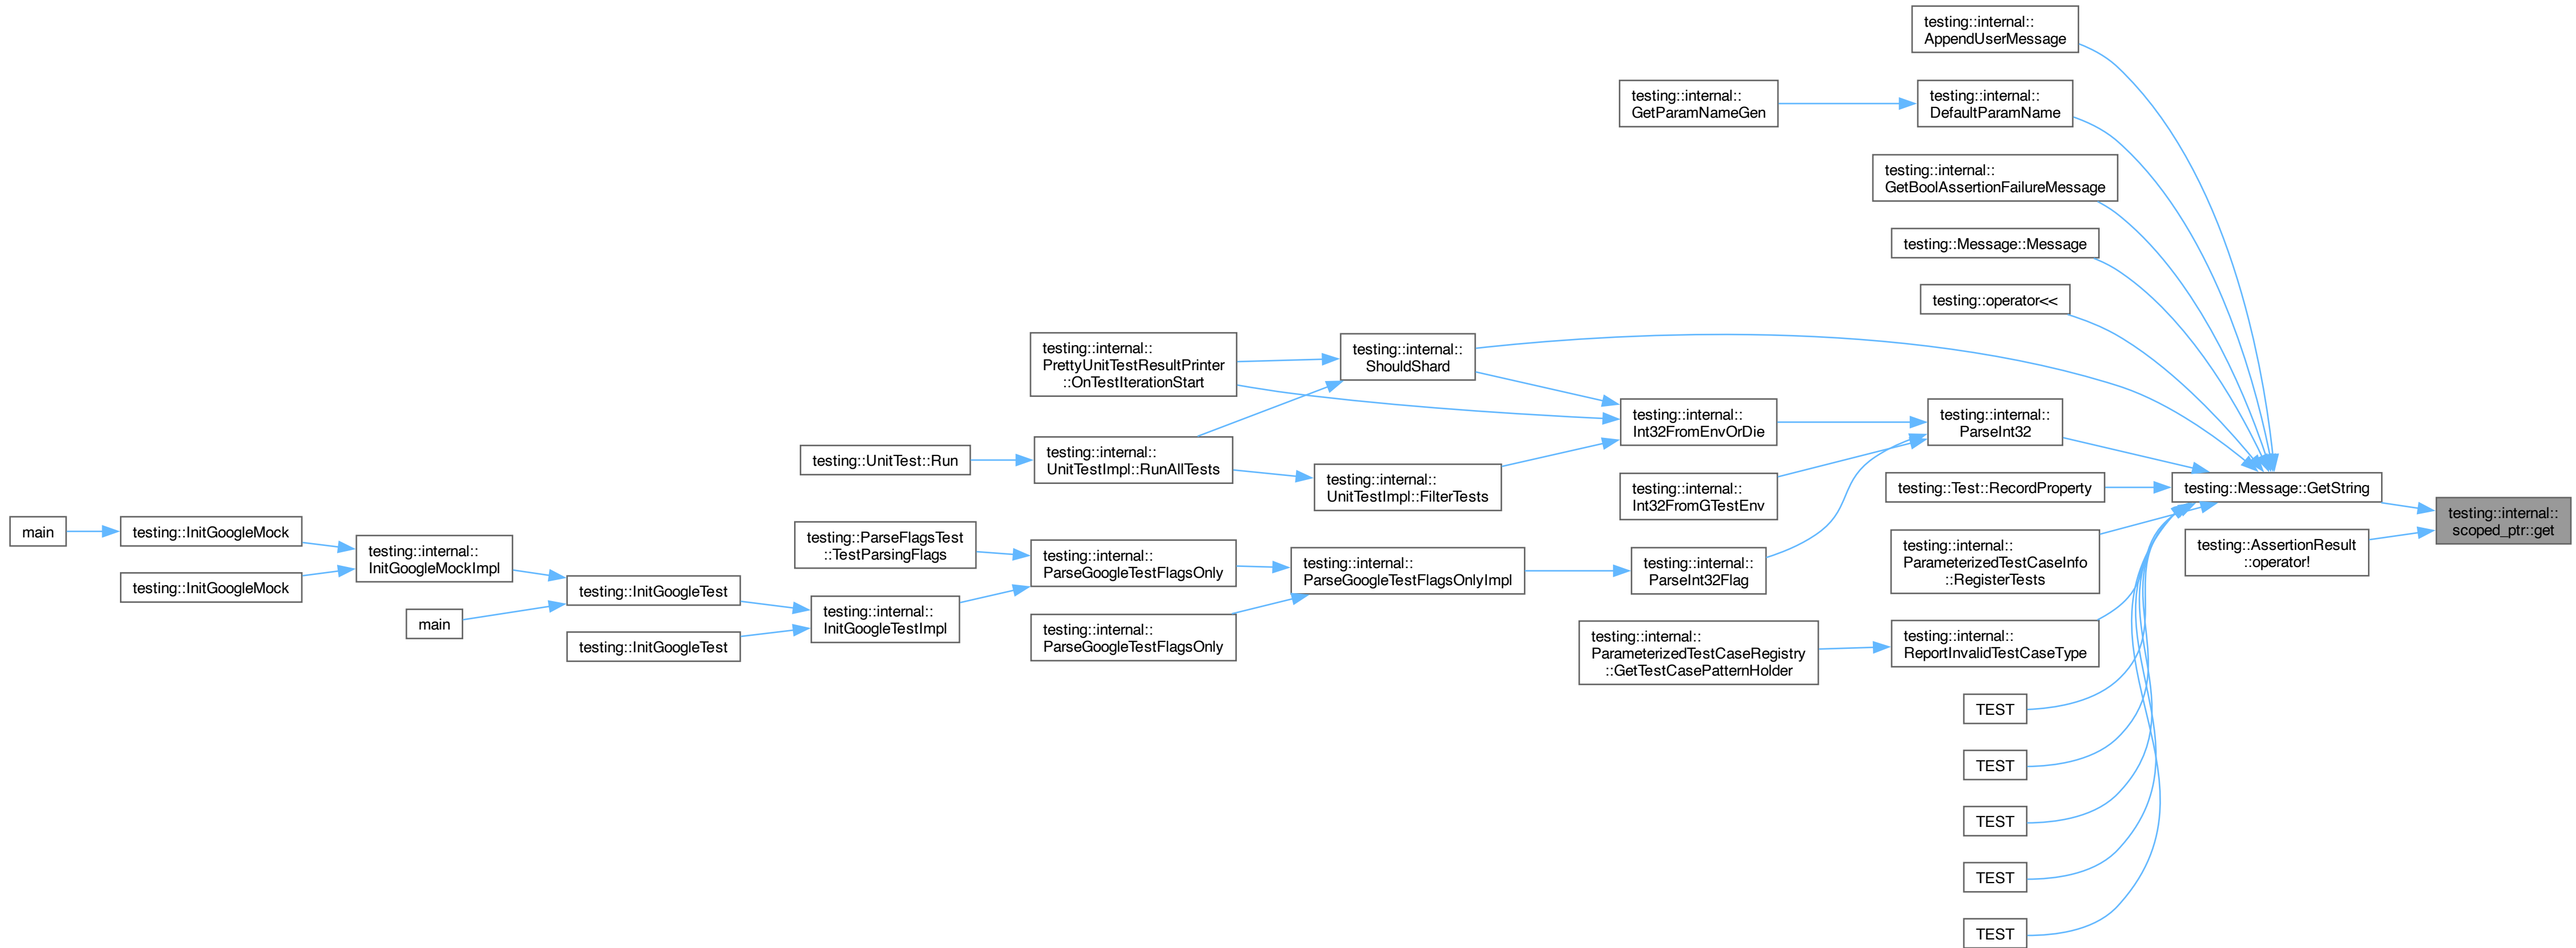 testing::internal::
AppendUserMessage
testing::internal::
GetParamNameGen
testing::internal::
DefaultParamName
testing::internal::
GetBoolAssertionFailureMessage
testing::Message::Message
testing::operator<<
testing::internal::
PrettyUnitTestResultPrinter
::OnTestIterationStart
testing::internal::
ShouldShard
testing::internal::
Int32FromEnvOrDie
testing::internal::
ParseInt32
testing::UnitTest::Run
testing::internal::
UnitTestImpl::RunAllTests
testing::internal::
UnitTestImpl::FilterTests
testing::internal::
Int32FromGTestEnv
testing::Test::RecordProperty
testing::Message::GetString
testing::internal::
scoped_ptr::get
main
testing::InitGoogleMock
testing::InitGoogleMock
testing::internal::
InitGoogleMockImpl
main
testing::InitGoogleTest
testing::InitGoogleTest
testing::ParseFlagsTest
::TestParsingFlags
testing::internal::
InitGoogleTestImpl
testing::internal::
ParseGoogleTestFlagsOnly
testing::internal::
ParseGoogleTestFlagsOnly
testing::internal::
ParseGoogleTestFlagsOnlyImpl
testing::internal::
ParseInt32Flag
testing::internal::
ParameterizedTestCaseInfo
::RegisterTests
testing::AssertionResult
::operator!
testing::internal::
ParameterizedTestCaseRegistry
::GetTestCasePatternHolder
testing::internal::
ReportInvalidTestCaseType
TEST
TEST
TEST
TEST
TEST